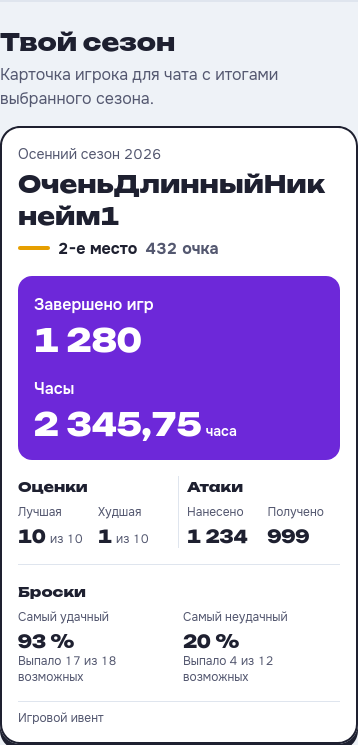 Твой сезон
Карточка игрока для чата с итогами
выбранного сезона.
Осенний сезон 2026
ОченьДлинныйНик
нейм1
2-е место 432 очка
Завершено игр
1 280
Часы
2 345,75 часа
Оценки
Лучшая Худшая
10 из 10 1 из 10
Атаки
Нанесено Получено
1 234 999
Броски
Самый удачный
93 %
Выпало 17 из 18
возможных
Самый неудачный
20 %
Выпало 4 из 12
возможных
Игровой ивент